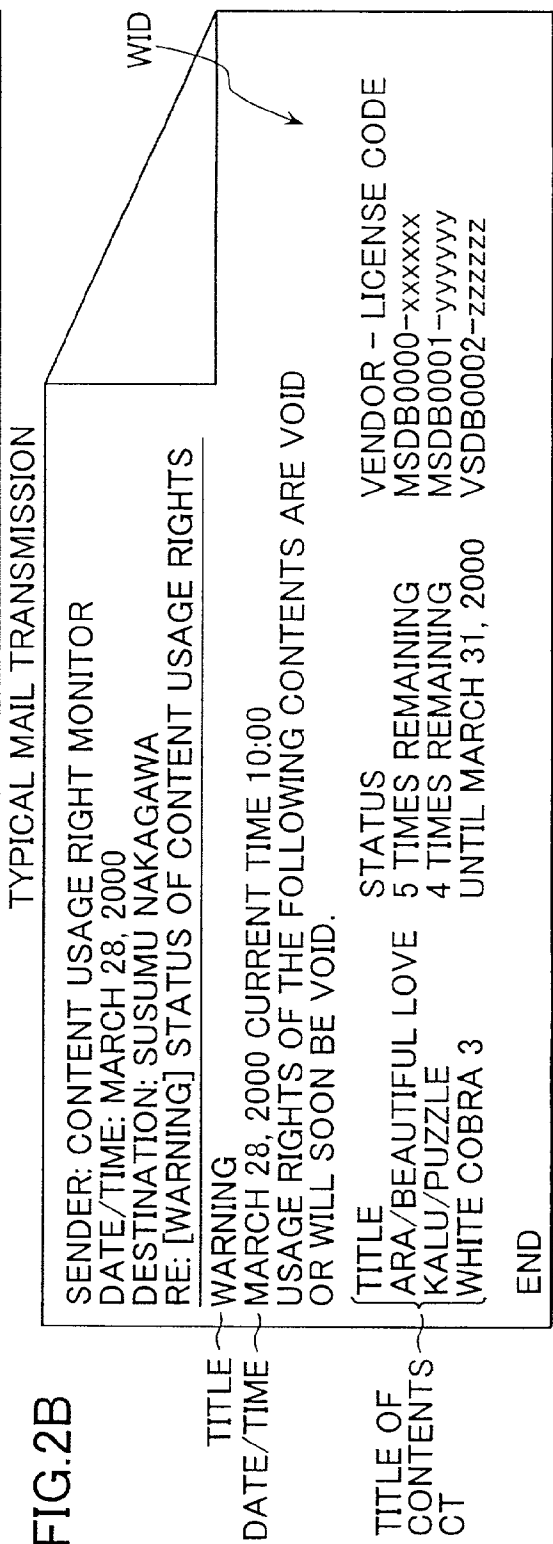 FIG.2B
TYPICAL MAIL TRANSMISSION
WID
SENDER: CONTENT USAGE RIGHT MONITOR
DATE/TIME: MARCH 28, 2000
DESTINATION: SUSUMU NAKAGAWA
RE: [WARNING] STATUS OF CONTENT USAGE RIGHTS
TITLE WARNING
DATE/TIME MARCH 28, 2000 CURRENT TIME 10:00
USAGE RIGHTS OF THE FOLLOWING CONTENTS ARE VOID
OR WILL SOON BE VOID.
TITLE OF
CONTENTS
CT
TITLE STATUS VENDOR – LICENSE CODE
ARA/BEAUTIFUL LOVE 5 TIMES REMAINING MSDB0000-xxxxxx
KALU/PUZZLE 4 TIMES REMAINING MSDB0001-yyyyyy
WHITE COBRA 3 UNTIL MARCH 31, 2000 VSDB0002-zzzzzz
END